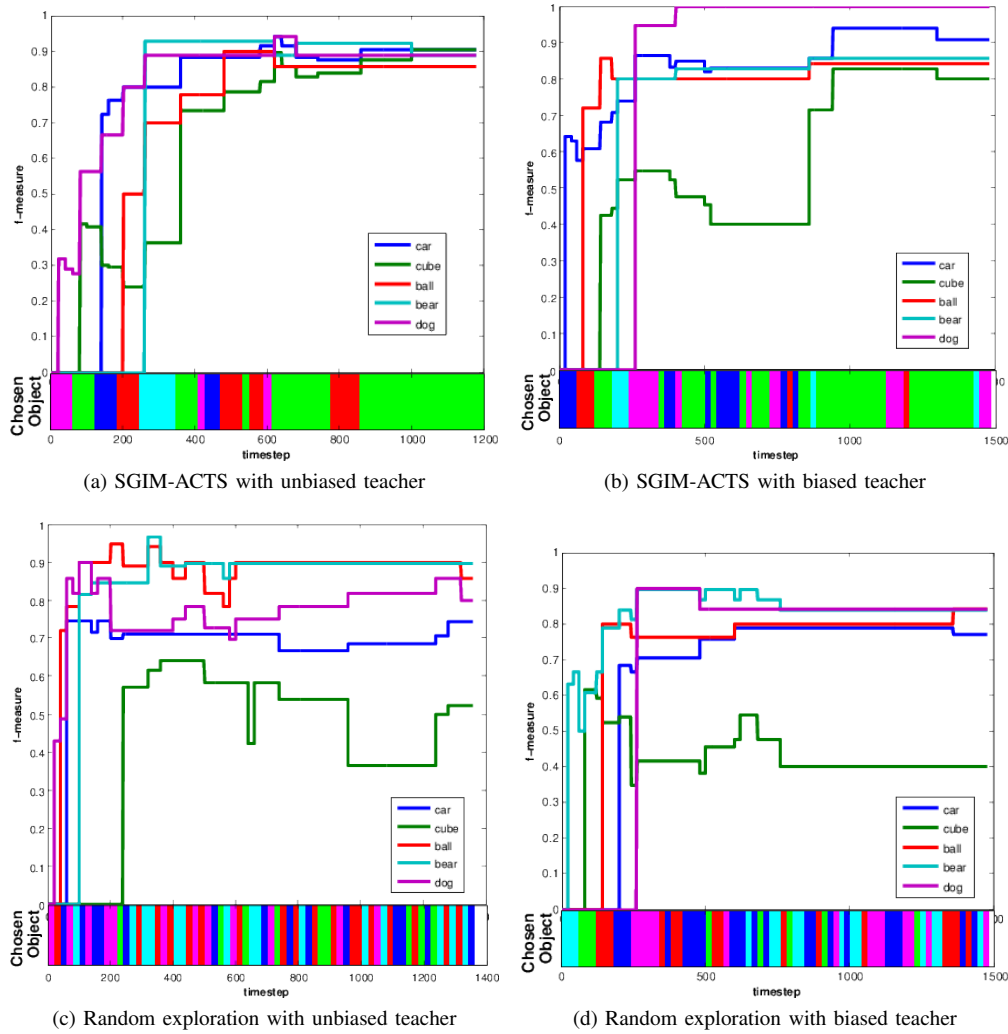 1
0.9
0.8
0.7
0.6
0.5
0.4
0.3
0.2
0.1
0
f-measure
car
cube
ball
bear
dog
Chosen
Object
0
200
400
600
800
1000
1200
timestep
(a) SGIM-ACTS with unbiased teacher
1
0.9
0.8
0.7
0.6
0.5
0.4
0.3
0.2
0.1
0
f-measure
car
cube
ball
bear
dog
Chosen
Object
0
500
1000
1500
timestep
(b) SGIM-ACTS with biased teacher
1
0.9
0.8
0.7
0.6
0.5
0.4
0.3
0.2
0.1
0
f-measure
car
cube
ball
bear
dog
Chosen
Object
0
200
400
600
800
1000
1200
1400
timestep
(c) Random exploration with unbiased teacher
1
0.9
0.8
0.7
0.6
0.5
0.4
0.3
0.2
0.1
0
f-measure
car
cube
ball
bear
dog
Chosen
Object
0
500
1000
1500
timestep
(d) Random exploration with biased teacher